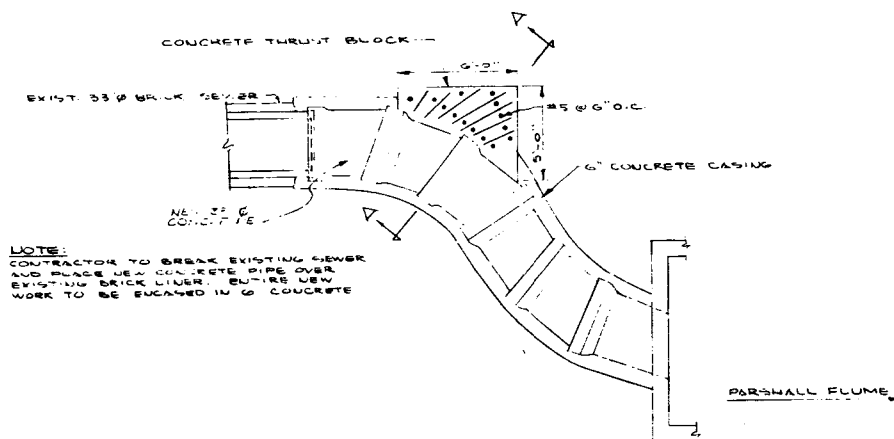 CONCRETE THRUST BLOCK
6'-0"
EXIST. 33"Ø BRICK SEWER
#5 @ 6" O.C.
5'-0"
6" CONCRETE CASING
NOTE:
CONTRACTOR TO BREAK EXISTING SEWER
AND PLACE NEW CONCRETE PIPE OVER
EXISTING BRICK LINER. ENTIRE NEW
WORK TO BE ENCASED IN 6" CONCRETE
PARSHALL FLUME